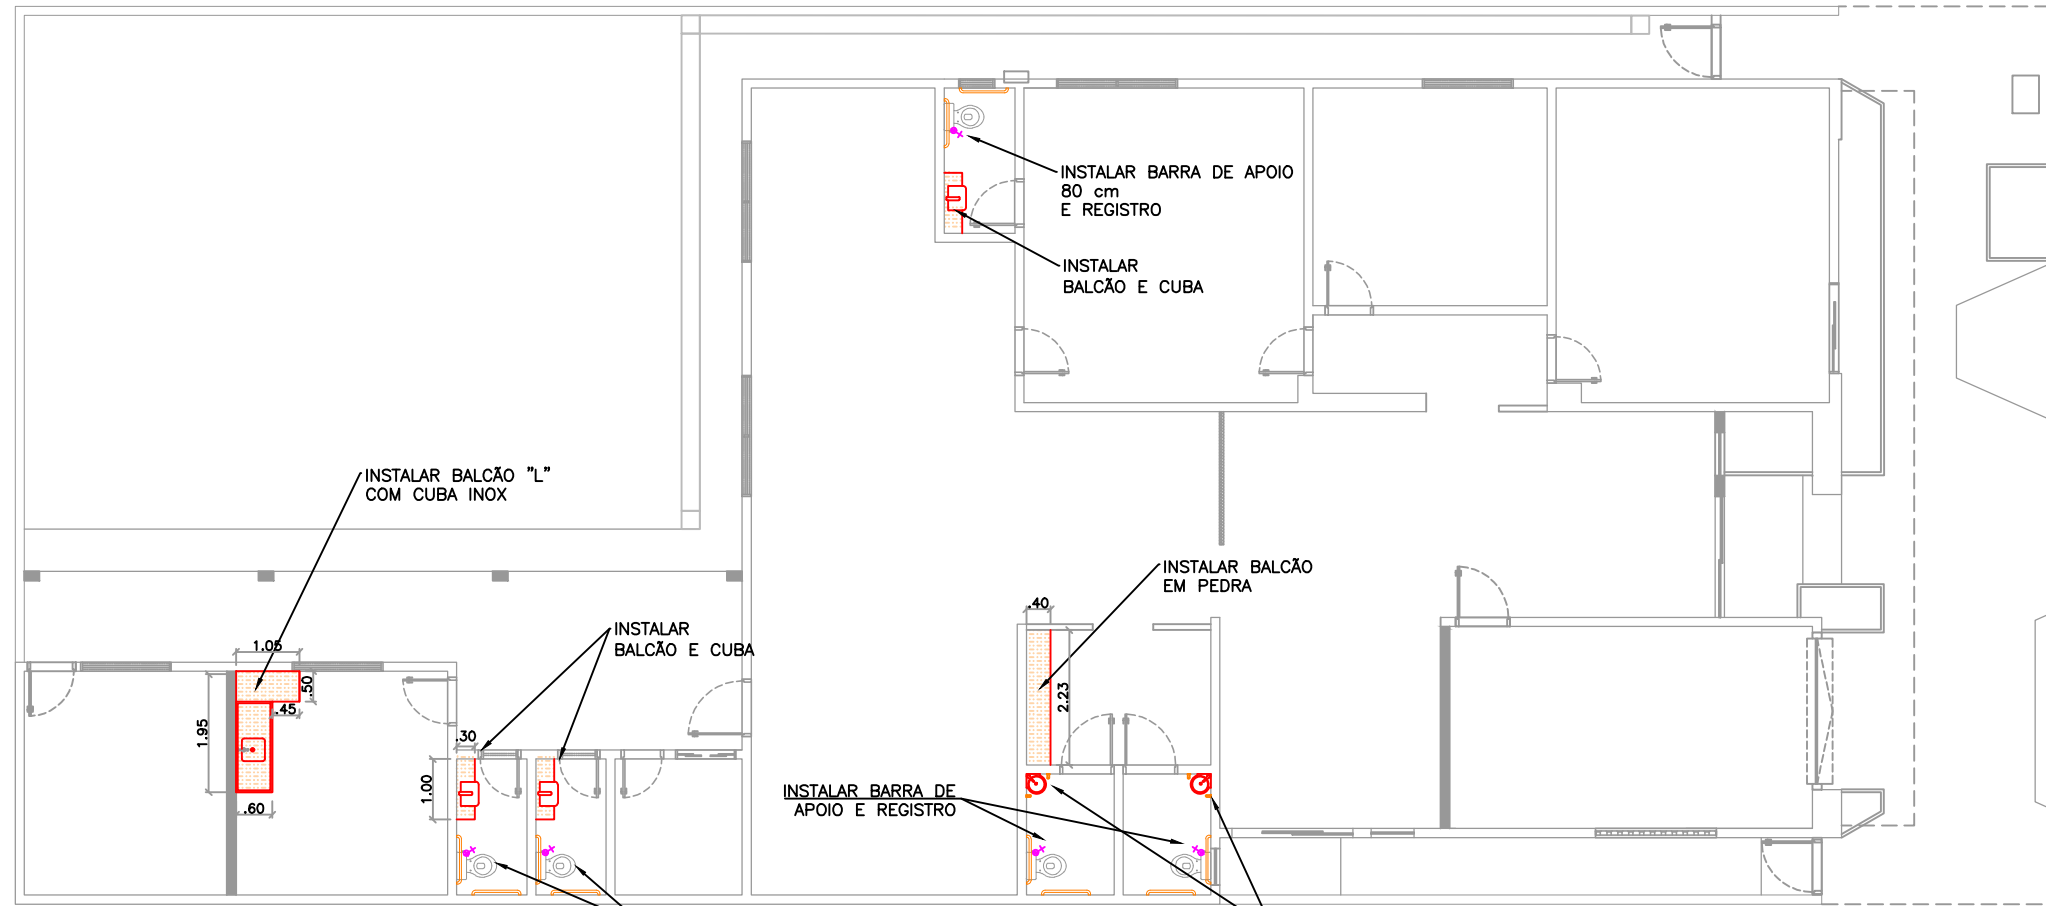 INSTALAR BARRA DE APOIO
80 cm
E REGISTRO
INSTALAR
BALCÃO E CUBA
INSTALAR BALCÃO "L"
COM CUBA INOX
INSTALAR BALCÃO
EM PEDRA
.40
2.23
INSTALAR
BALCÃO E CUBA
1.05
.50
.45
1.95
.60
.30
1.00
INSTALAR BARRA DE
APOIO E REGISTRO